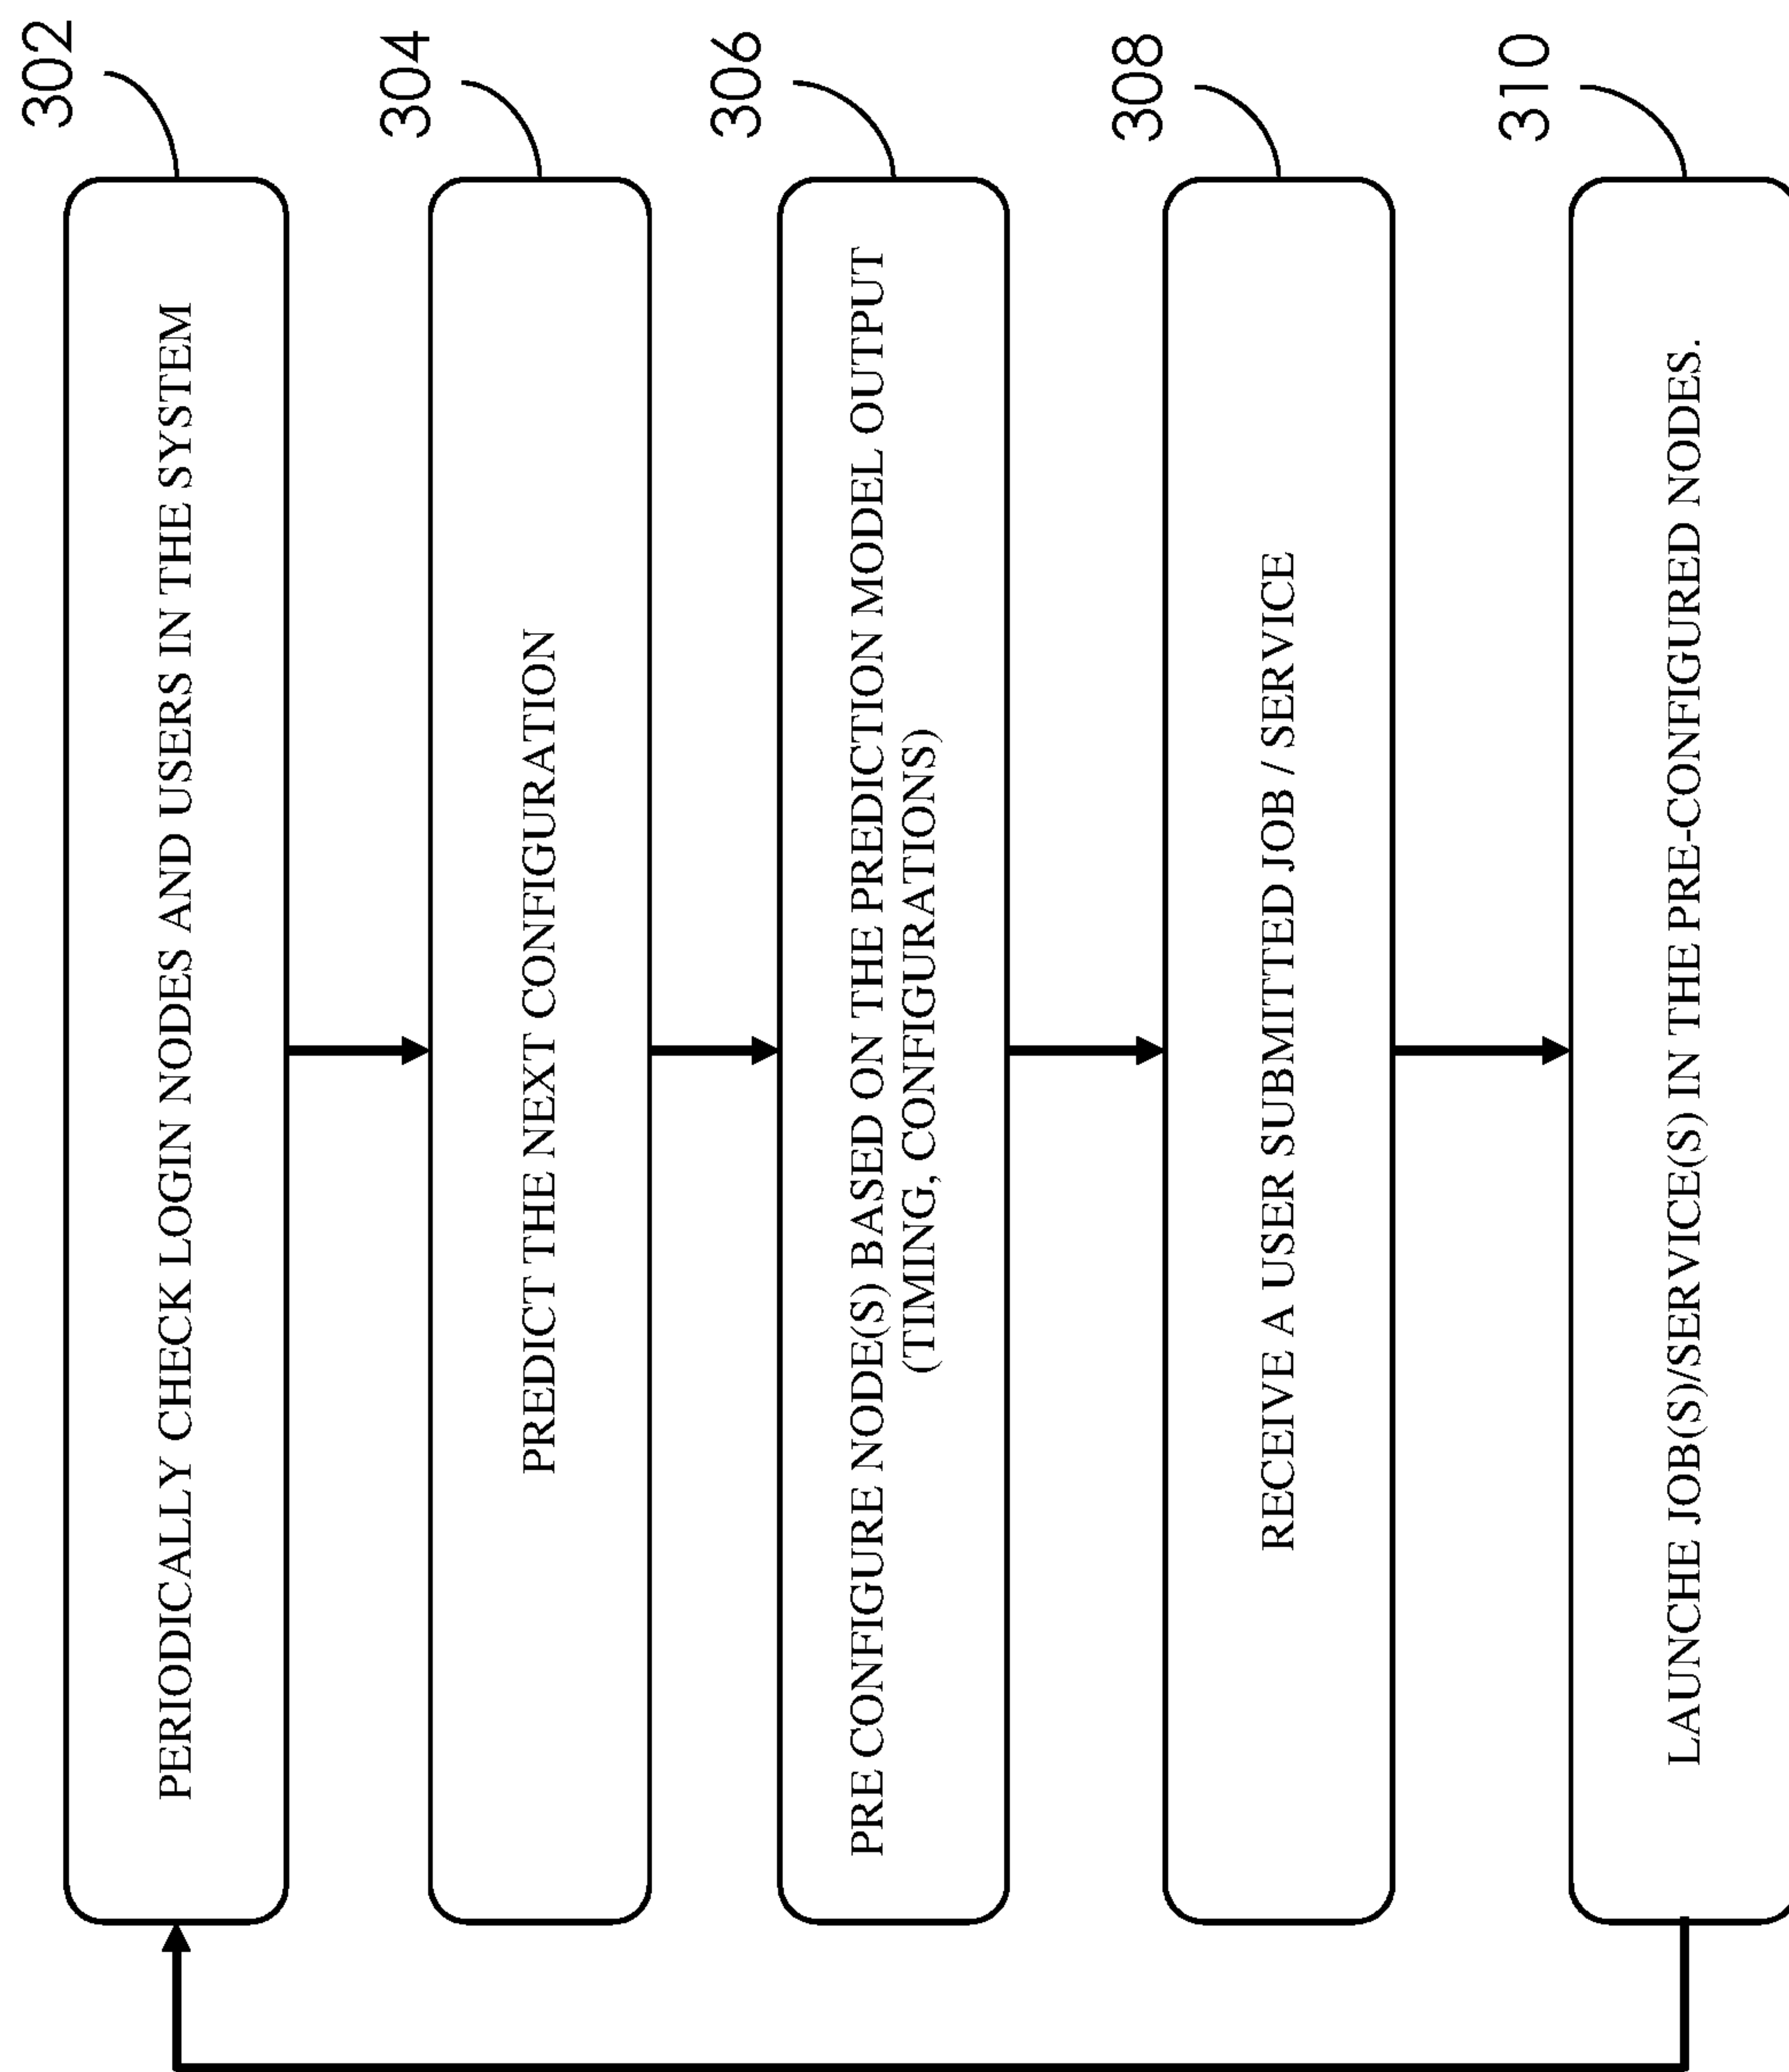 302
PERIODICALLY CHECK LOGIN NODES AND USERS IN THE SYSTEM
304
PREDICT THE NEXT CONFIGURATION
306
PRE CONFIGURE NODE(S) BASED ON THE PREDICTION MODEL OUTPUT
(TIMING, CONFIGURATIONS)
308
RECEIVE A USER SUBMITTED JOB / SERVICE
310
LAUNCHE JOB(S)/SERVICE(S) IN THE PRE-CONFIGURED NODES.